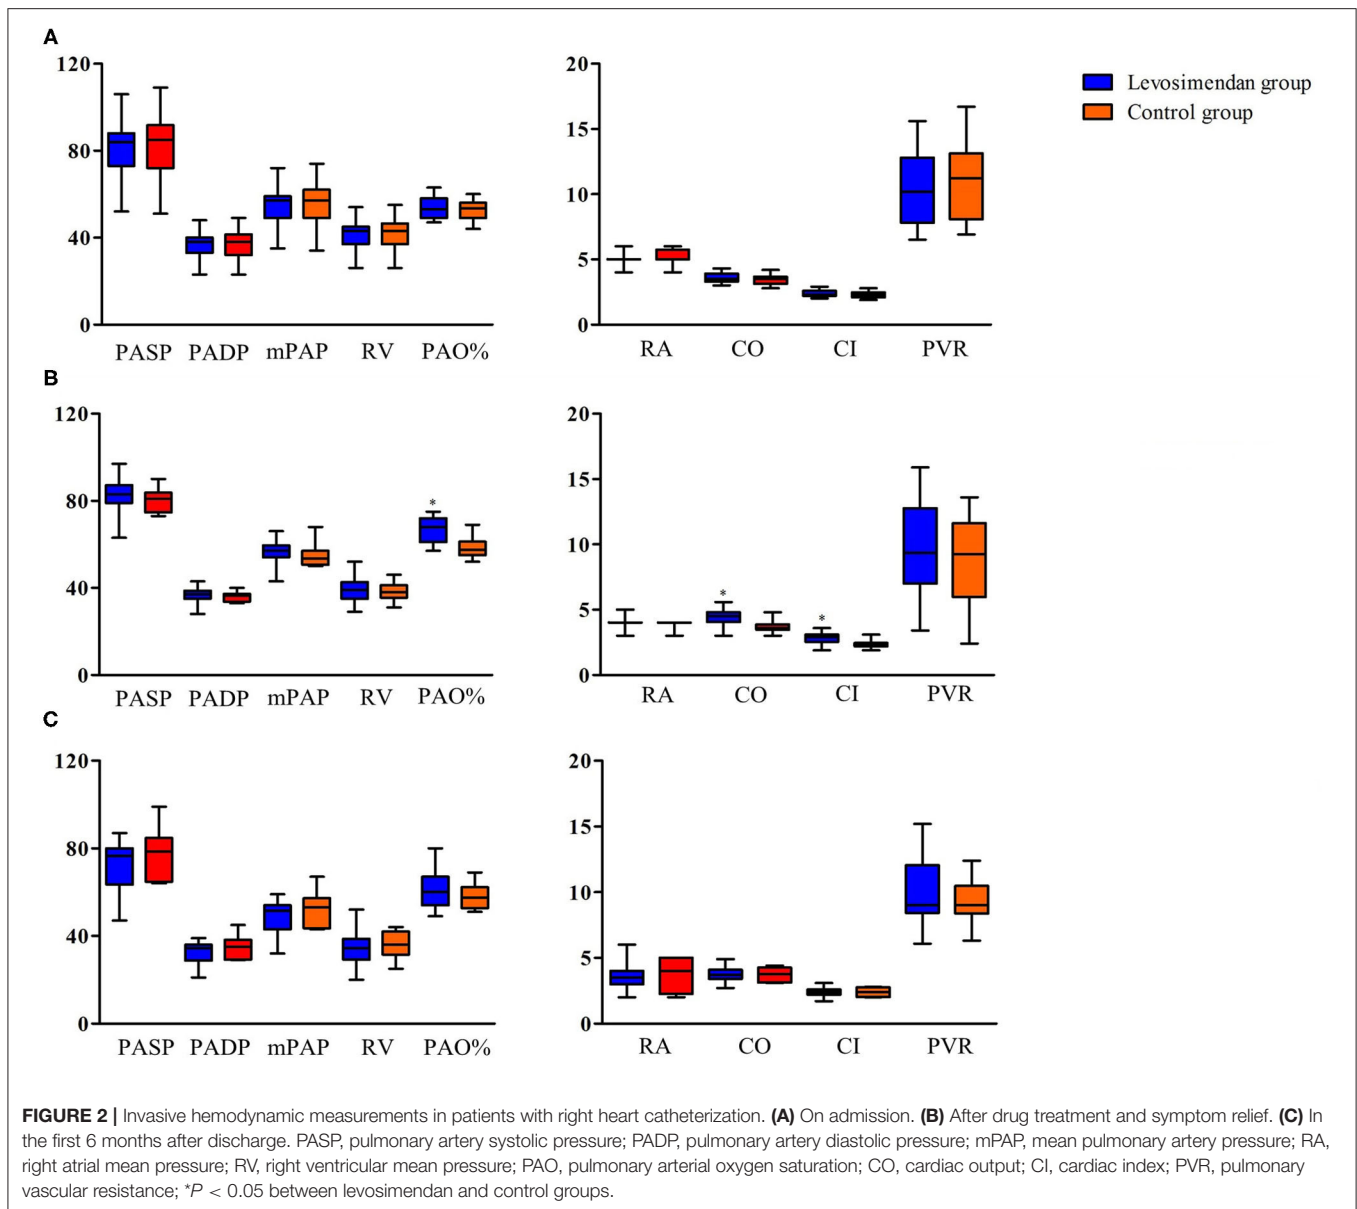 A
120
80
40
0
PASP PADP mPAP RV PAO%
20
15
10
5
0
RA CO CI PVR
Levosimendan group
Control group
B
120
80
40
0
*
PASP PADP mPAP RV PAO%
20
15
10
5
0
* *
RA CO CI PVR
C
120
80
40
0
PASP PADP mPAP RV PAO%
20
15
10
5
0
RA CO CI PVR
FIGURE 2 | Invasive hemodynamic measurements in patients with right heart catheterization. (A) On admission. (B) After drug treatment and symptom relief. (C) In
the first 6 months after discharge. PASP, pulmonary artery systolic pressure; PADP, pulmonary artery diastolic pressure; mPAP, mean pulmonary artery pressure; RA,
right atrial mean pressure; RV, right ventricular mean pressure; PAO, pulmonary arterial oxygen saturation; CO, cardiac output; CI, cardiac index; PVR, pulmonary
vascular resistance; *P < 0.05 between levosimendan and control groups.